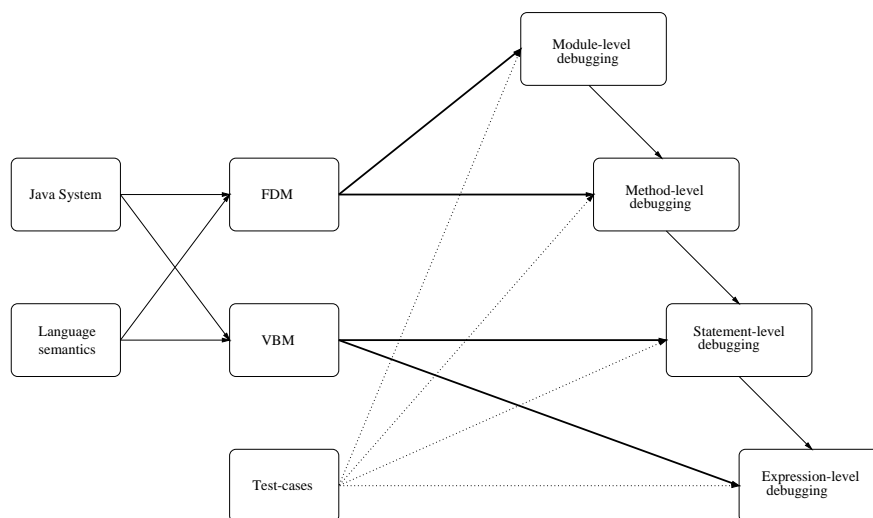 Module-level
debugging
Java System
FDM
Method-level
debugging
Language
semantics
VBM
Statement-level
debugging
Test-cases
Expression-level
debugging